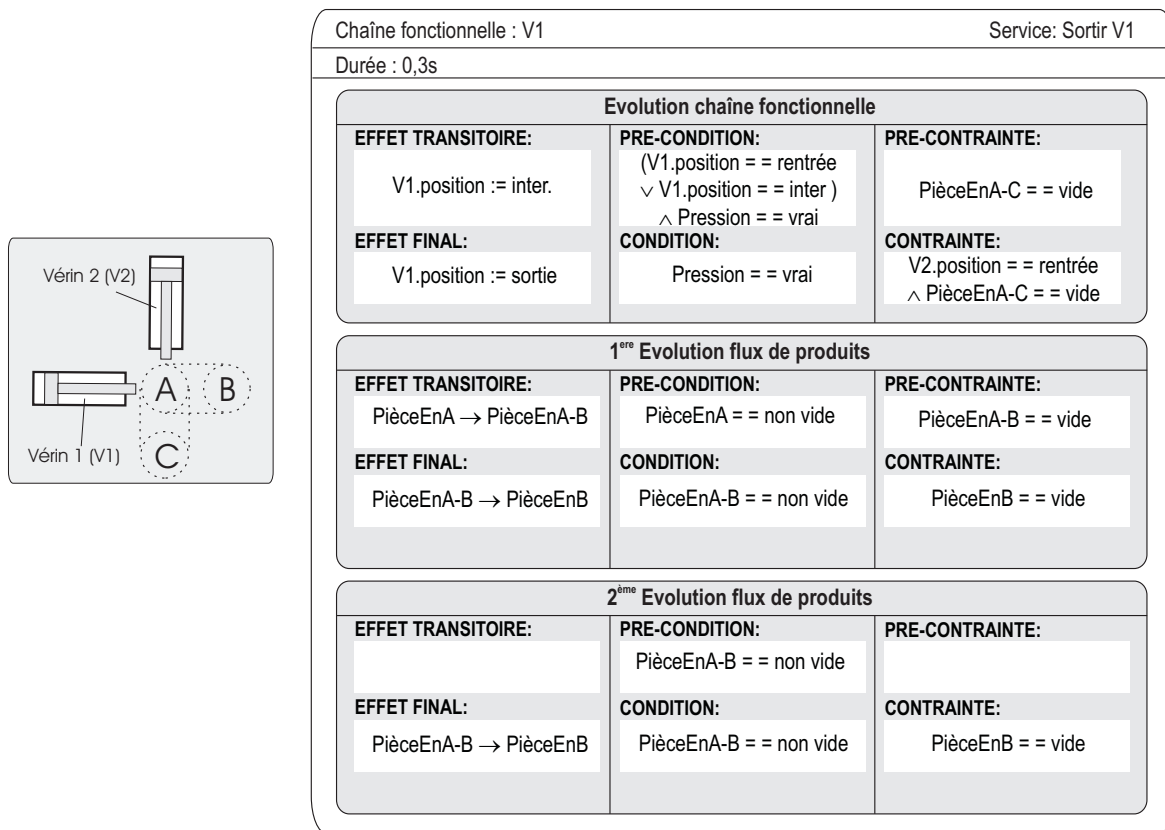 Vérin 2 (V2)
A
B
C
Vérin 1 (V1)
Chaîne fonctionnelle : V1
Service: Sortir V1
Durée : 0,3s
Evolution chaîne fonctionnelle
EFFET TRANSITOIRE:
V1.position := inter.
PRE-CONDITION:
(V1.position = = rentrée
∨ V1.position = = inter )
∧ Pression = = vrai
PRE-CONTRAINTE:
PièceEnA-C = = vide
EFFET FINAL:
V1.position := sortie
CONDITION:
Pression = = vrai
CONTRAINTE:
V2.position = = rentrée
∧ PièceEnA-C = = vide
1ere Evolution flux de produits
EFFET TRANSITOIRE:
PièceEnA → PièceEnA-B
PRE-CONDITION:
PièceEnA = = non vide
PRE-CONTRAINTE:
PièceEnA-B = = vide
EFFET FINAL:
PièceEnA-B → PièceEnB
CONDITION:
PièceEnA-B = = non vide
CONTRAINTE:
PièceEnB = = vide
2ème Evolution flux de produits
EFFET TRANSITOIRE:
PRE-CONDITION:
PièceEnA-B = = non vide
PRE-CONTRAINTE:
EFFET FINAL:
PièceEnA-B → PièceEnB
CONDITION:
PièceEnA-B = = non vide
CONTRAINTE:
PièceEnB = = vide